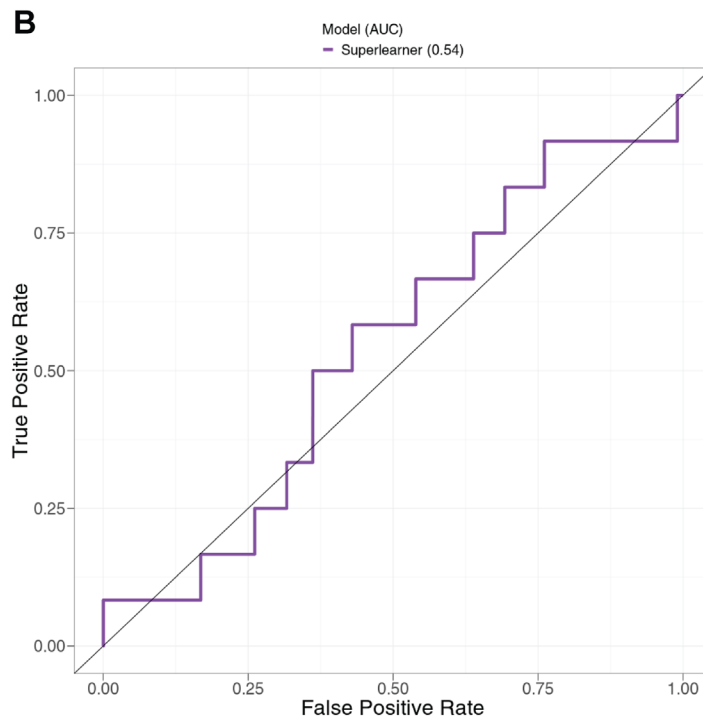 B
Model (AUC)
Superlearner (0.54)
1.00
0.75
0.50
0.25
0.00
True Positive Rate
0.00 0.25 0.50 0.75 1.00
False Positive Rate